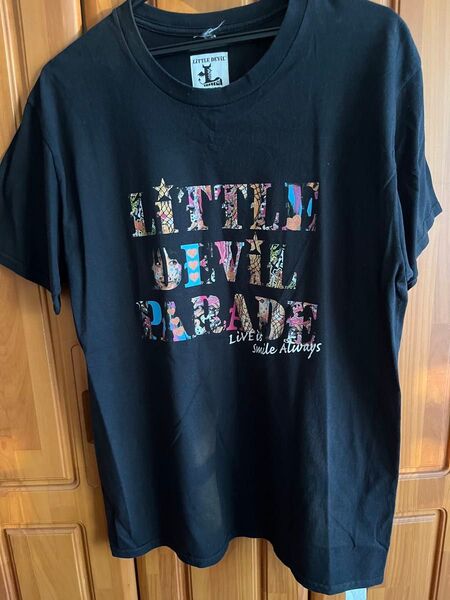 LiTTLE DEViL
LiTTLE
DEViL
PARADE
LiVE is
Smile Always